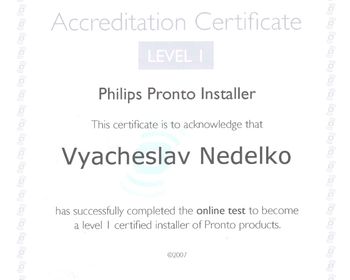 Accreditation Certificate
LEVEL 1
Philips Pronto Installer
This certificate is to acknowledge that
Vyacheslav Nedelko
has successfully completed the online test to become
a level 1 certified installer of Pronto products.
©2007